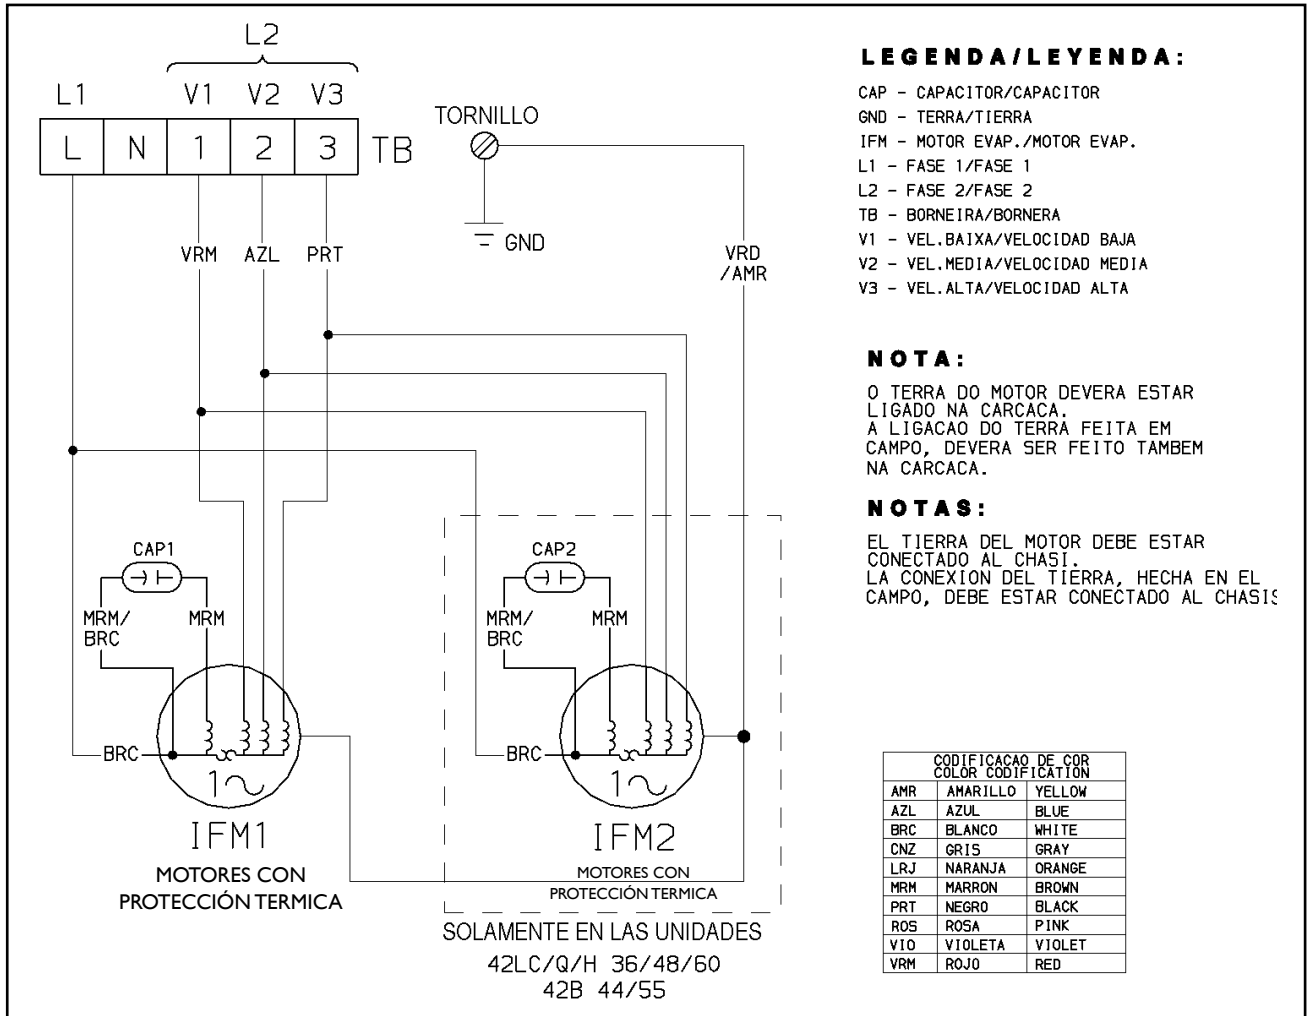 L2
L1 V1 V2 V3
L N 1 2 3 TB
TORNILLO
GND
VRM AZL PRT
VRD
/AMR
CAP1
MRM/
BRC
MRM
BRC
1
IFM1
MOTORES CON
PROTECCIÓN TERMICA
CAP2
MRM/
BRC
MRM
BRC
1
IFM2
MOTORES CON
PROTECCIÓN TERMICA
SOLAMENTE EN LAS UNIDADES
42LC/Q/H 36/48/60
42B 44/55
LEGENDA/LEYENDA:
CAP - CAPACITOR/CAPACITOR
GND - TERRA/TIERRA
IFM - MOTOR EVAP./MOTOR EVAP.
L1 - FASE 1/FASE 1
L2 - FASE 2/FASE 2
TB - BORNEIRA/BORNERA
V1 - VEL.BAIXA/VELOCIDAD BAJA
V2 - VEL.MEDIA/VELOCIDAD MEDIA
V3 - VEL.ALTA/VELOCIDAD ALTA
NOTA:
O TERRA DO MOTOR DEVERA ESTAR
LIGADO NA CARCACA.
A LIGACAO DO TERRA FEITA EM
CAMPO, DEVERA SER FEITO TAMBEM
NA CARCACA.
NOTAS:
EL TIERRA DEL MOTOR DEBE ESTAR
CONECTADO AL CHASI.
LA CONEXION DEL TIERRA, HECHA EN EL
CAMPO, DEBE ESTAR CONECTADO AL CHASIS
CODIFICACAO DE COR
COLOR CODIFICATION
AMR AMARILLO YELLOW
AZL AZUL BLUE
BRC BLANCO WHITE
CNZ GRIS GRAY
LRJ NARANJA ORANGE
MRM MARRON BROWN
PRT NEGRO BLACK
ROS ROSA PINK
VIO VIOLETA VIOLET
VRM ROJO RED